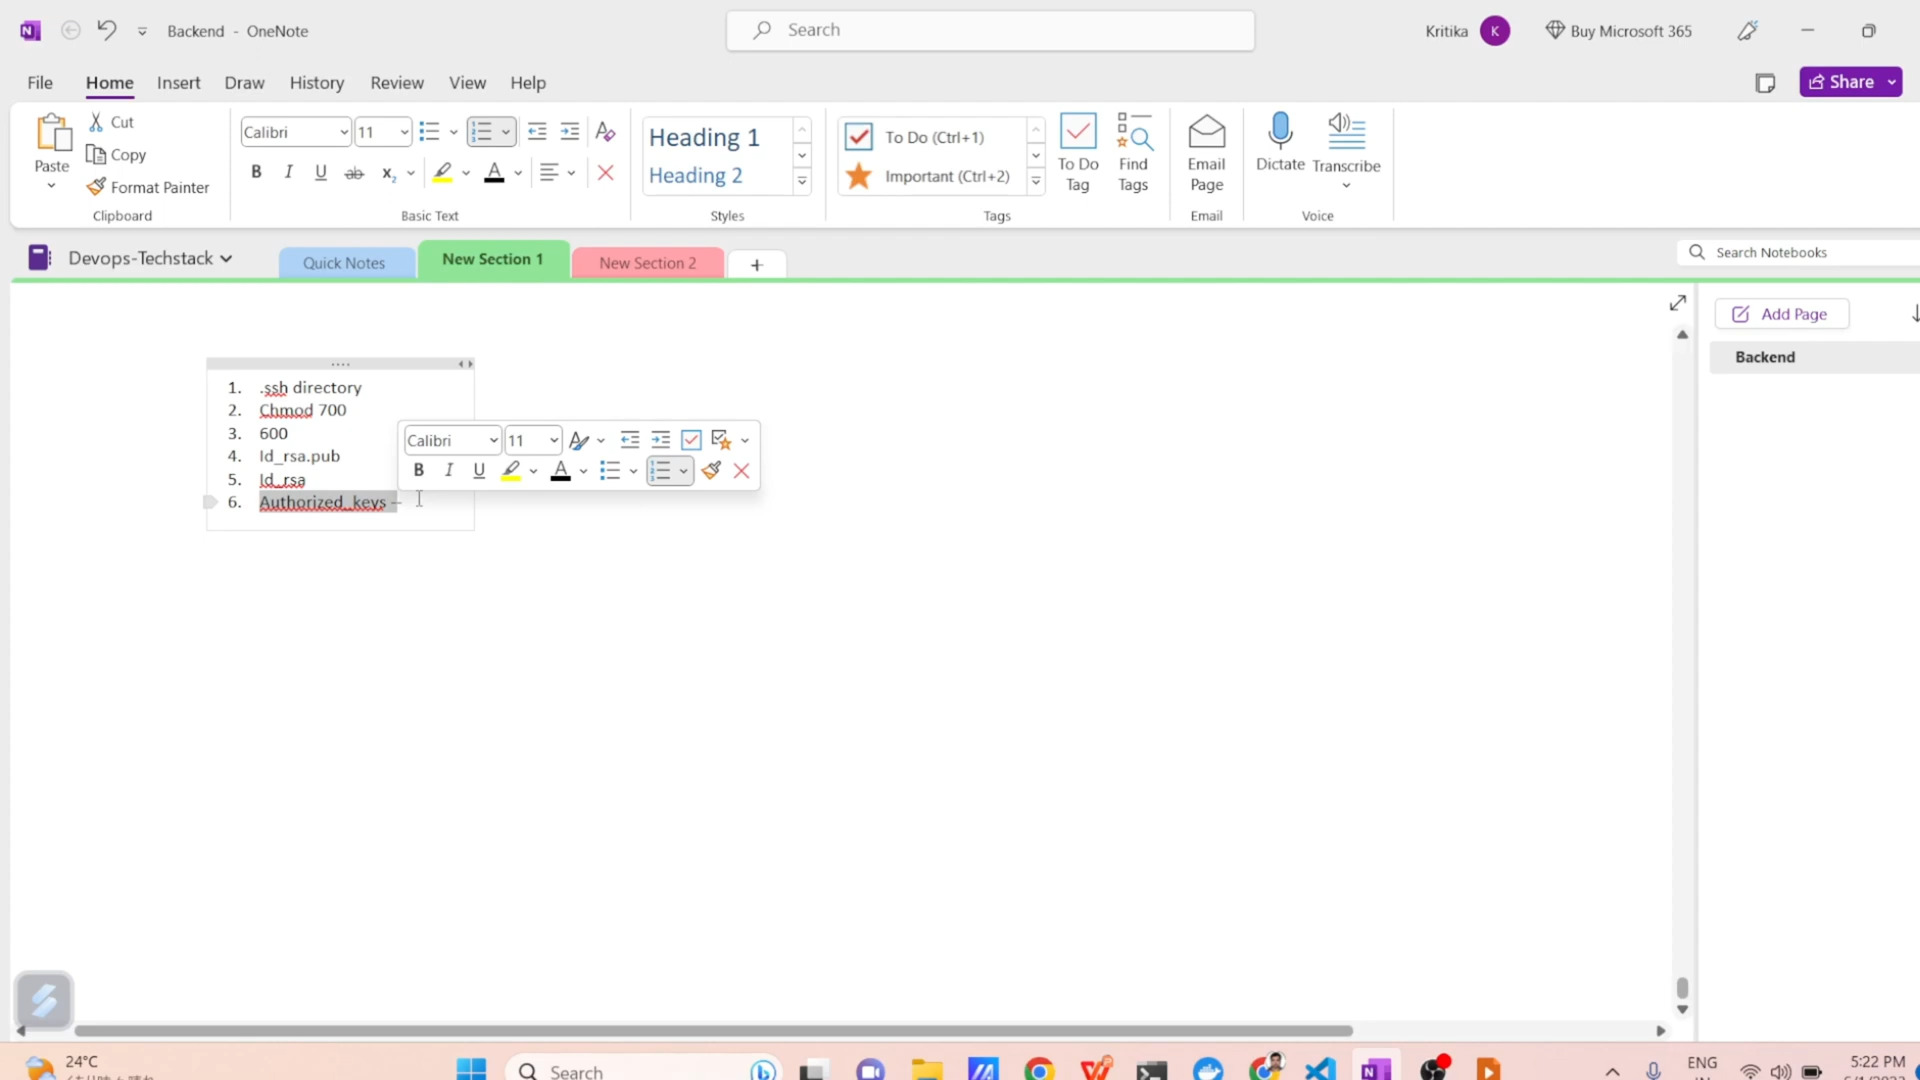 Backend - OneNote
Search
Kritika
K
Buy Microsoft 365
File Home Insert Draw History Review View Help
Share
Paste
Cut
Copy
Format Painter
Clipboard
Calibri 11
Basic Text
Heading 1
Heading 2
Styles
To Do (Ctrl+1)
Important (Ctrl+2)
Tags
To Do Tag
Find Tags
Email Page
Email
Dictate
Transcribe
Voice
Devops-Techstack
Quick Notes
New Section 1
New Section 2
Search Notebooks
Add Page
Backend
1. .ssh directory
2. Chmod 700
3. 600
4. Id_rsa.pub
5. Id_rsa
6. Authorized_keys –
Calibri 11
24°C
Search
ENG
5:22 PM